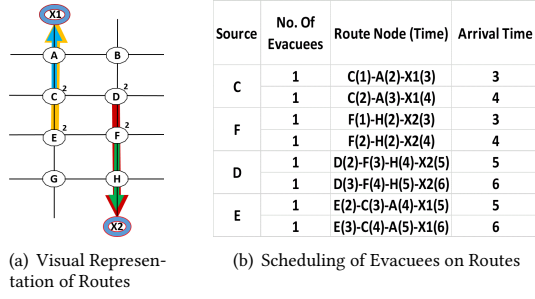 X1
A
B
C 2
D 2
E 2
F 2
G
H
X2
(a) Visual Represen-
tation of Routes
Source No. Of Evacuees Route Node (Time) Arrival Time
C 1 C(1)-A(2)-X1(3) 3
1 C(2)-A(3)-X1(4) 4
F 1 F(1)-H(2)-X2(3) 3
1 F(2)-H(2)-X2(4) 4
D 1 D(2)-F(3)-H(4)-X2(5) 5
1 D(3)-F(4)-H(5)-X2(6) 6
E 1 E(2)-C(3)-A(4)-X1(5) 5
1 E(3)-C(4)-A(5)-X1(6) 6
(b) Scheduling of Evacuees on Routes